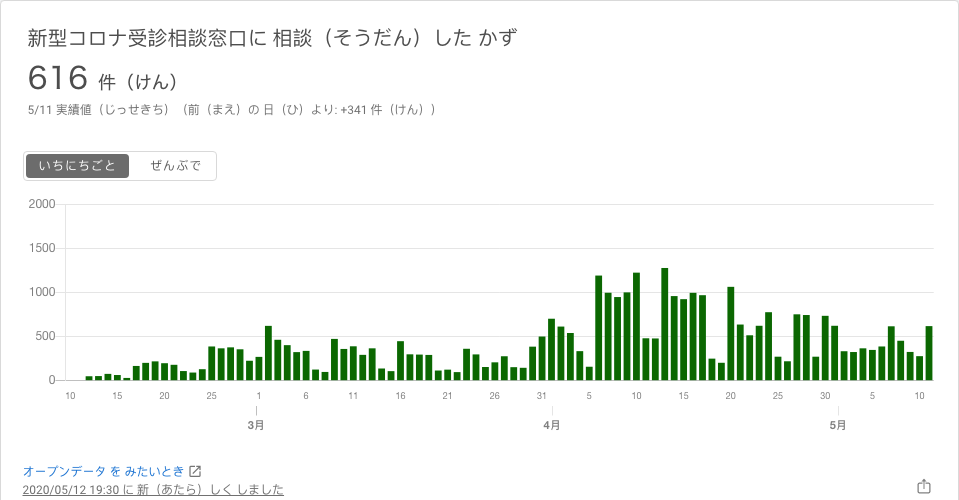 新型コロナ受診相談窓口に 相談（そうだん）した かず
616 件（けん）
5/11 実績値（じっせきち）（前（まえ）の 日（ひ）より: +341 件（けん））
いちにちごと ぜんぶで
2000
1500
1000
500
0
10 15 20 25 1 6 11 16 21 26 31 5 10 15 20 25 30 5 10
3月 4月 5月
オープンデータ を みたいとき
2020/05/12 19:30 に 新（あたら）しく しました